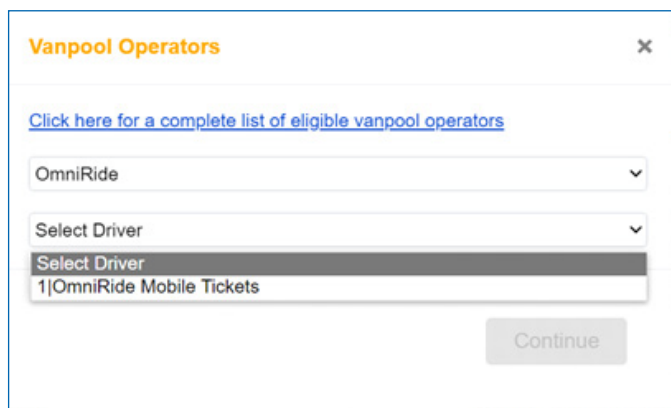 Vanpool Operators
Click here for a complete list of eligible vanpool operators
OmniRide
Select Driver
Select Driver
1|OmniRide Mobile Tickets
Continue